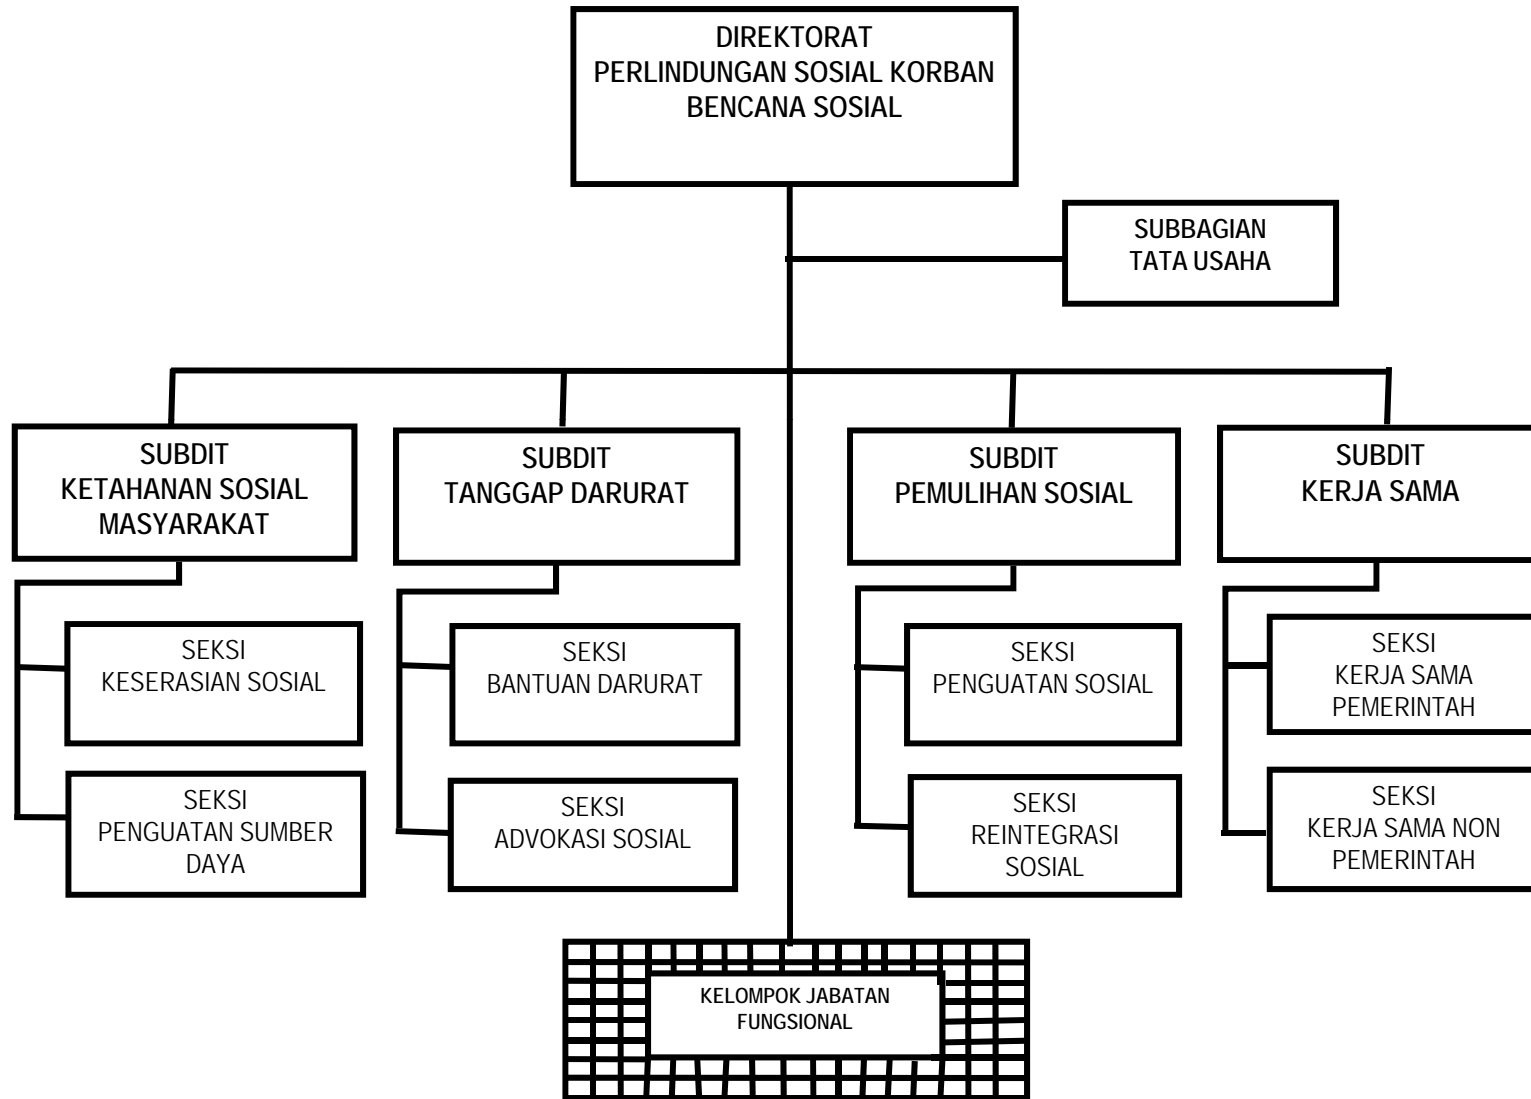 DIREKTORAT
PERLINDUNGAN SOSIAL KORBAN
BENCANA SOSIAL
SUBBAGIAN
TATA USAHA
SUBDIT
KETAHANAN SOSIAL
MASYARAKAT
SUBDIT
TANGGAP DARURAT
SUBDIT
PEMULIHAN SOSIAL
SUBDIT
KERJA SAMA
SEKSI
KESERASIAN SOSIAL
SEKSI
BANTUAN DARURAT
SEKSI
PENGUATAN SOSIAL
SEKSI
KERJA SAMA
PEMERINTAH
SEKSI
PENGUATAN SUMBER
DAYA
SEKSI
ADVOKASI SOSIAL
SEKSI
REINTEGRASI
SOSIAL
SEKSI
KERJA SAMA NON
PEMERINTAH
KELOMPOK JABATAN
FUNGSIONAL